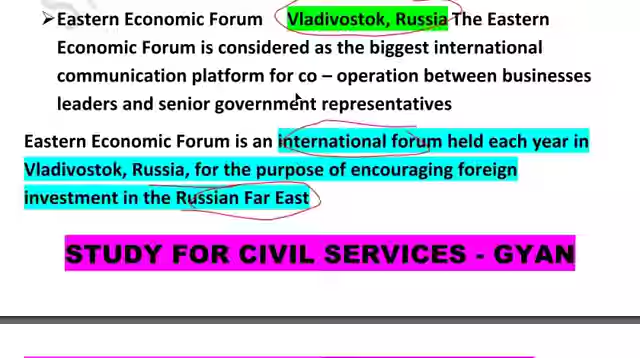 ➢Eastern Economic Forum Vladivostok, Russia The Eastern
Economic Forum is considered as the biggest international
communication platform for co – operation between businesses
leaders and senior government representatives
Eastern Economic Forum is an international forum held each year in
Vladivostok, Russia, for the purpose of encouraging foreign
investment in the Russian Far East
STUDY FOR CIVIL SERVICES - GYAN